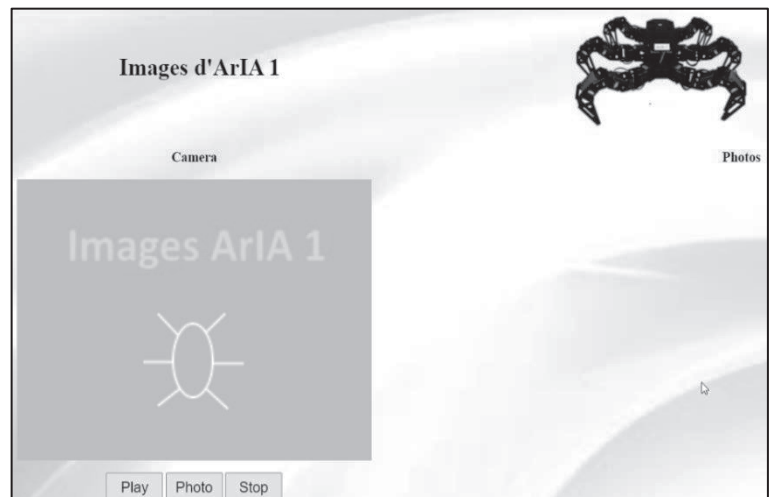 Images d'ArIA 1
Camera
Photos
Images ArIA 1
Play Photo Stop